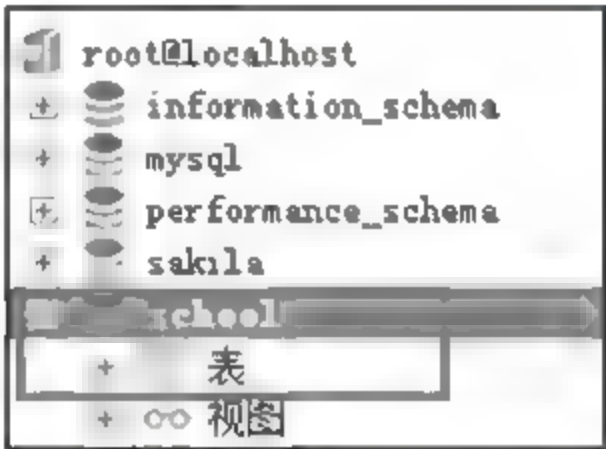 root@localhost
information_schema
mysql
performance_schema
sakila
school
表
视图